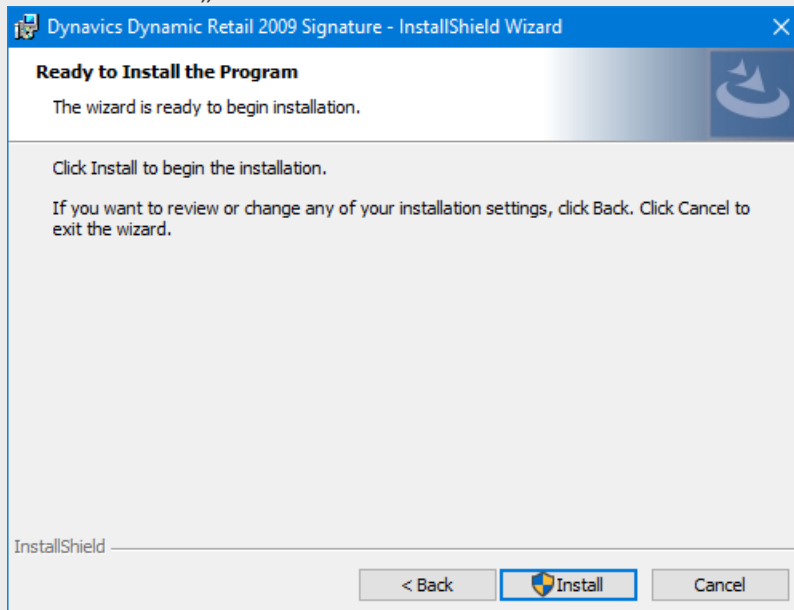 Dynavics Dynamic Retail 2009 Signature - InstallShield Wizard
Ready to Install the Program
The wizard is ready to begin installation.
Click Install to begin the installation.
If you want to review or change any of your installation settings, click Back. Click Cancel to
exit the wizard.
InstallShield
< Back
Install
Cancel